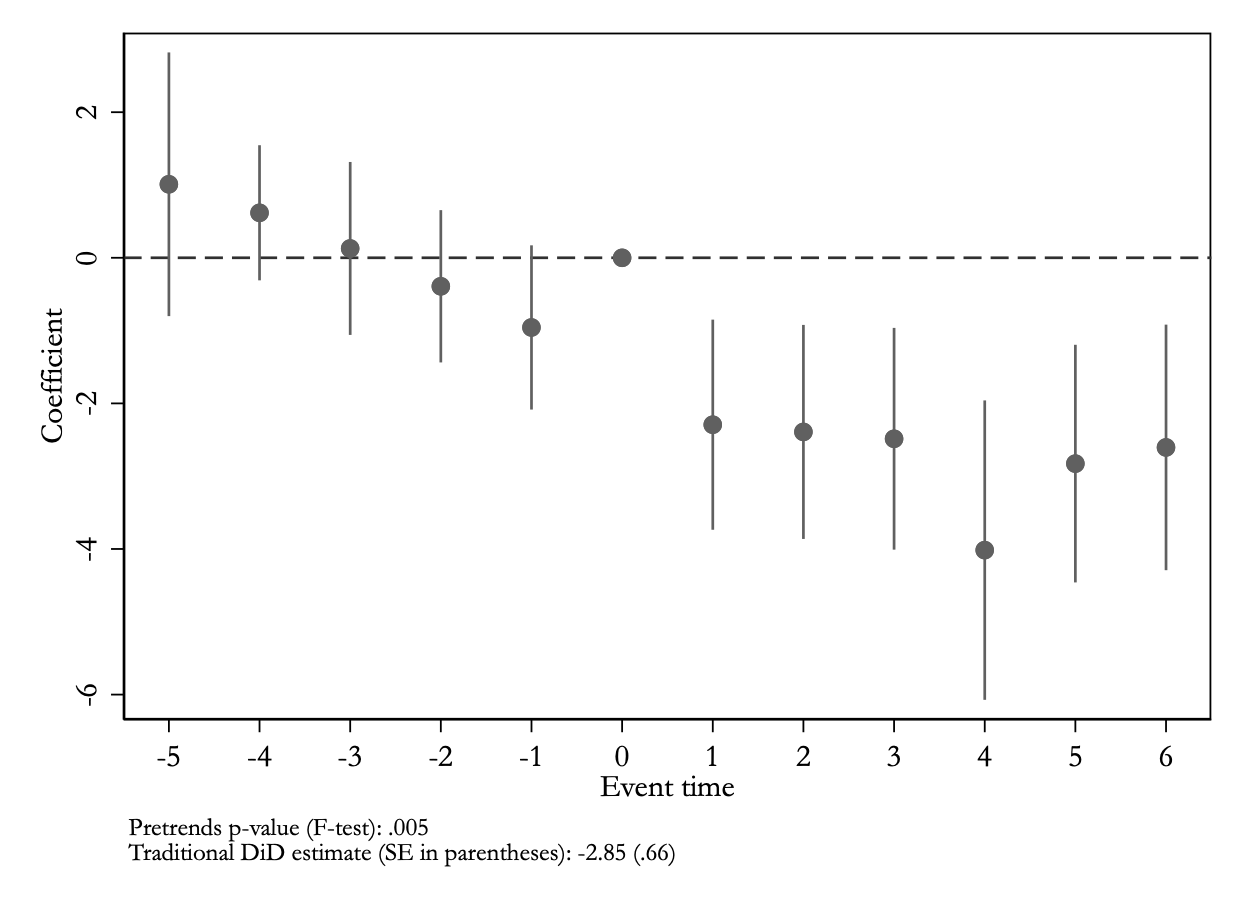 2
0
-2
-4
-6
Coefficient
-5 -4 -3 -2 -1 0 1 2 3 4 5 6
Event time
Pretrends p-value (F-test): .005
Traditional DiD estimate (SE in parentheses): -2.85 (.66)